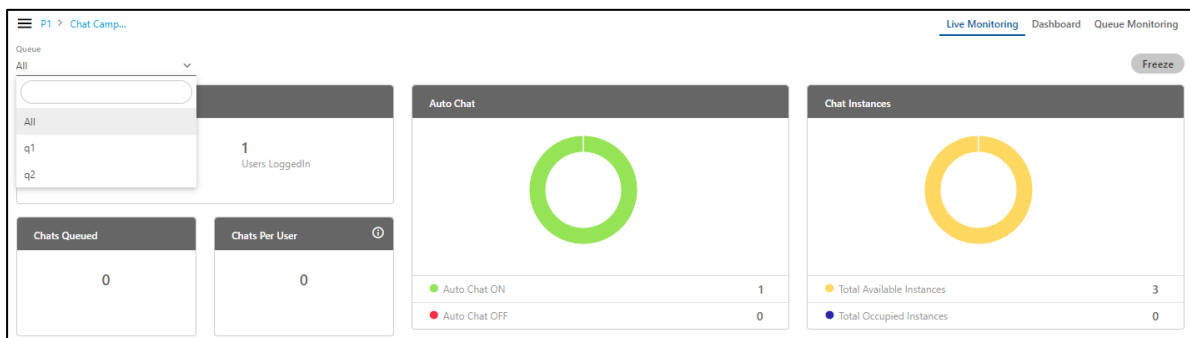 P1 > Chat Camp...
Live Monitoring Dashboard Queue Monitoring
Queue
All
Freeze
All
q1
q2
1
Users LoggedIn
Auto Chat
Chat Instances
Chats Queued
0
Chats Per User
0
Auto Chat ON 1
Auto Chat OFF 0
Total Available Instances 3
Total Occupied Instances 0